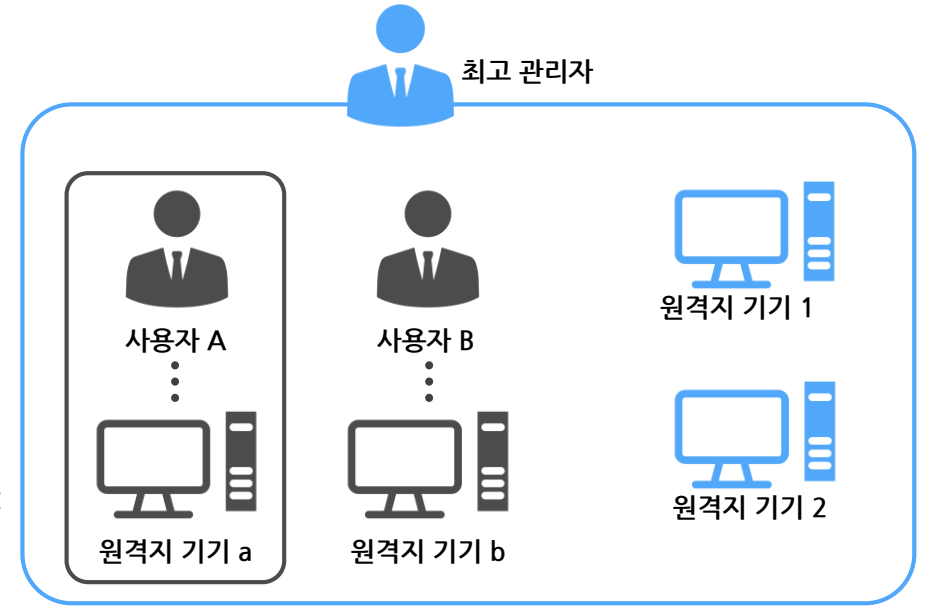 최고 관리자
사용자 A
사용자 B
원격지 기기 1
원격지 기기 2
원격지 기기 a
원격지 기기 b